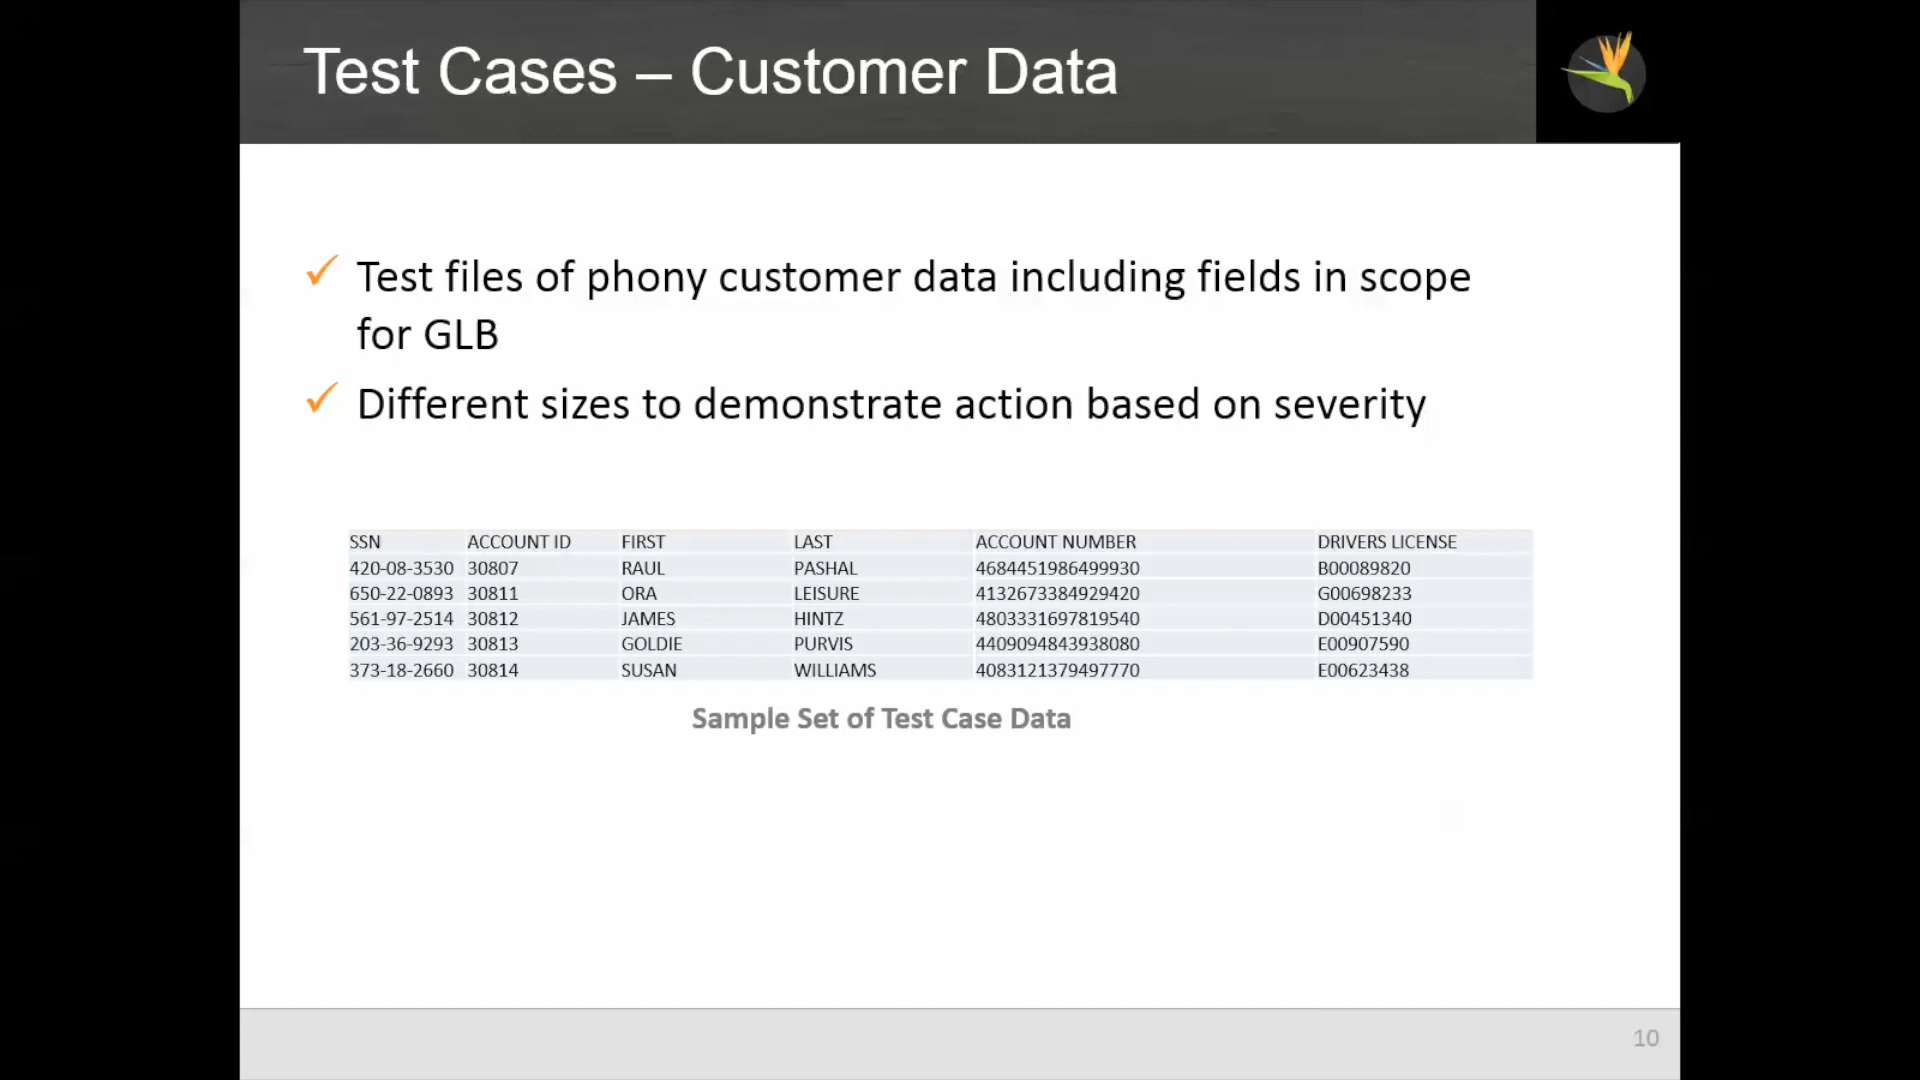 Test Cases – Customer Data
Test files of phony customer data including fields in scope
for GLB
Different sizes to demonstrate action based on severity
SSN ACCOUNT ID FIRST LAST ACCOUNT NUMBER DRIVERS LICENSE
420-08-3530 30807 RAUL PASHAL 4684451986499930 B00089820
650-22-0893 30811 ORA LEISURE 4132673384929420 G00698233
561-97-2514 30812 JAMES HINTZ 4803331697819540 D00451340
203-36-9293 30813 GOLDIE PURVIS 4409094843938080 E00907590
373-18-2660 30814 SUSAN WILLIAMS 4083121379497770 E00623438
Sample Set of Test Case Data
10